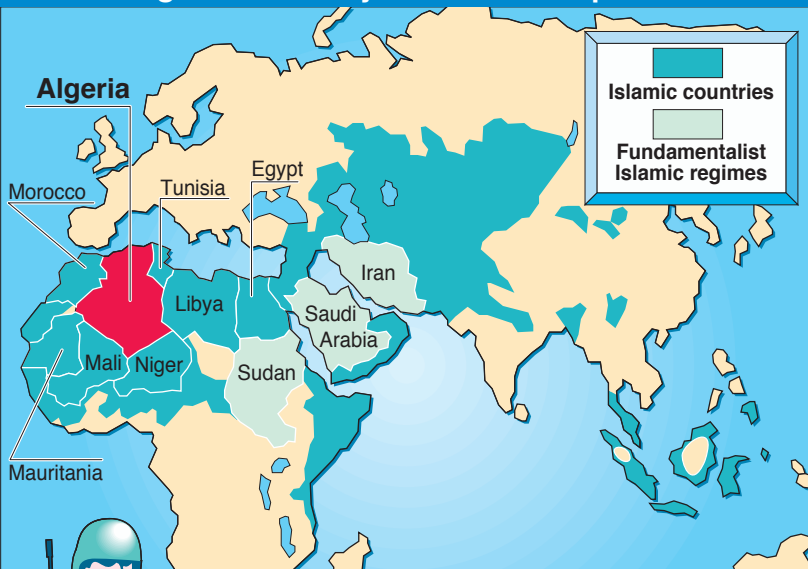 Islamic countries
Fundamentalist
Islamic regimes
Algeria
Egypt
Morocco
Tunisia
Iran
Libya
Saudi
Arabia
Mali
Niger
Sudan
Mauritania